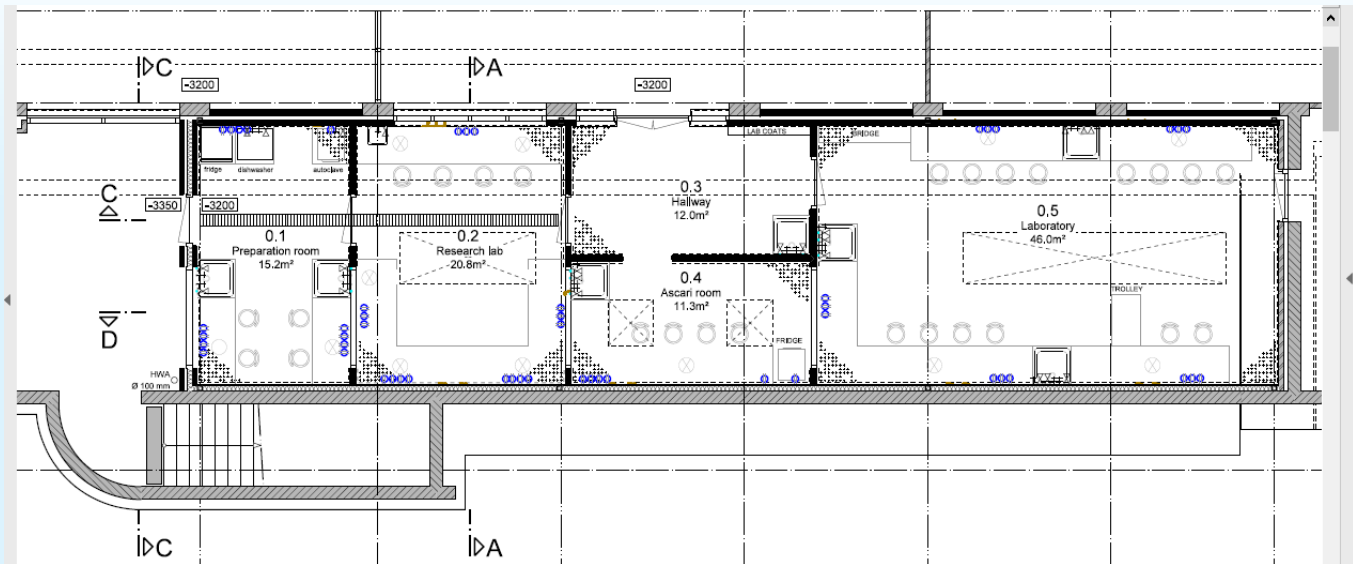 C
A
-3200
-3200
LAB COATS
BRIDGE
fridge
dishwasher
autoclave
C
-3350
-3200
0.1
Preparation room
15.2m²
0.2
Research lab
20.8m²
0.3
Hallway
12.0m²
0.4
Ascari room
11.3m²
0.5
Laboratory
46.0m²
TROLLEY
D
FRIDGE
HWA
Ø 100 mm
C
A